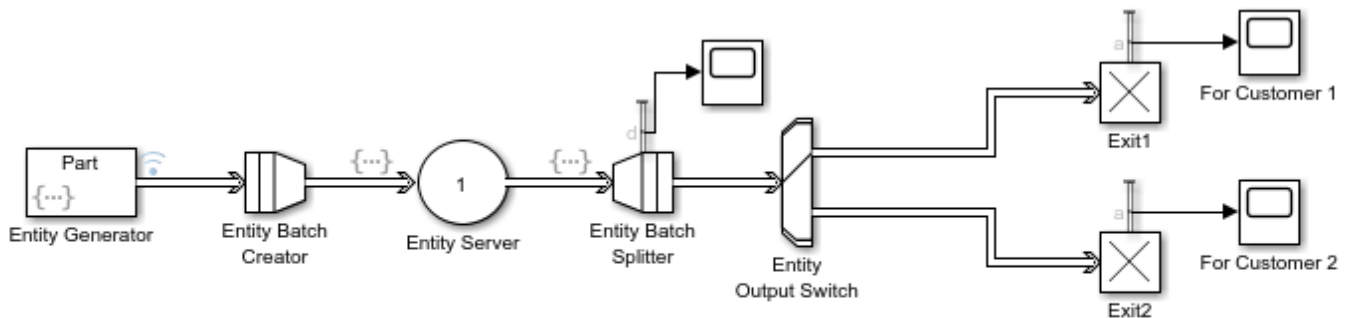 Part
{···}
Entity Generator
Entity Batch
Creator
{···}
1
Entity Server
{···}
d
Entity Batch
Splitter
Entity
Output Switch
a
Exit1
For Customer 1
a
Exit2
For Customer 2